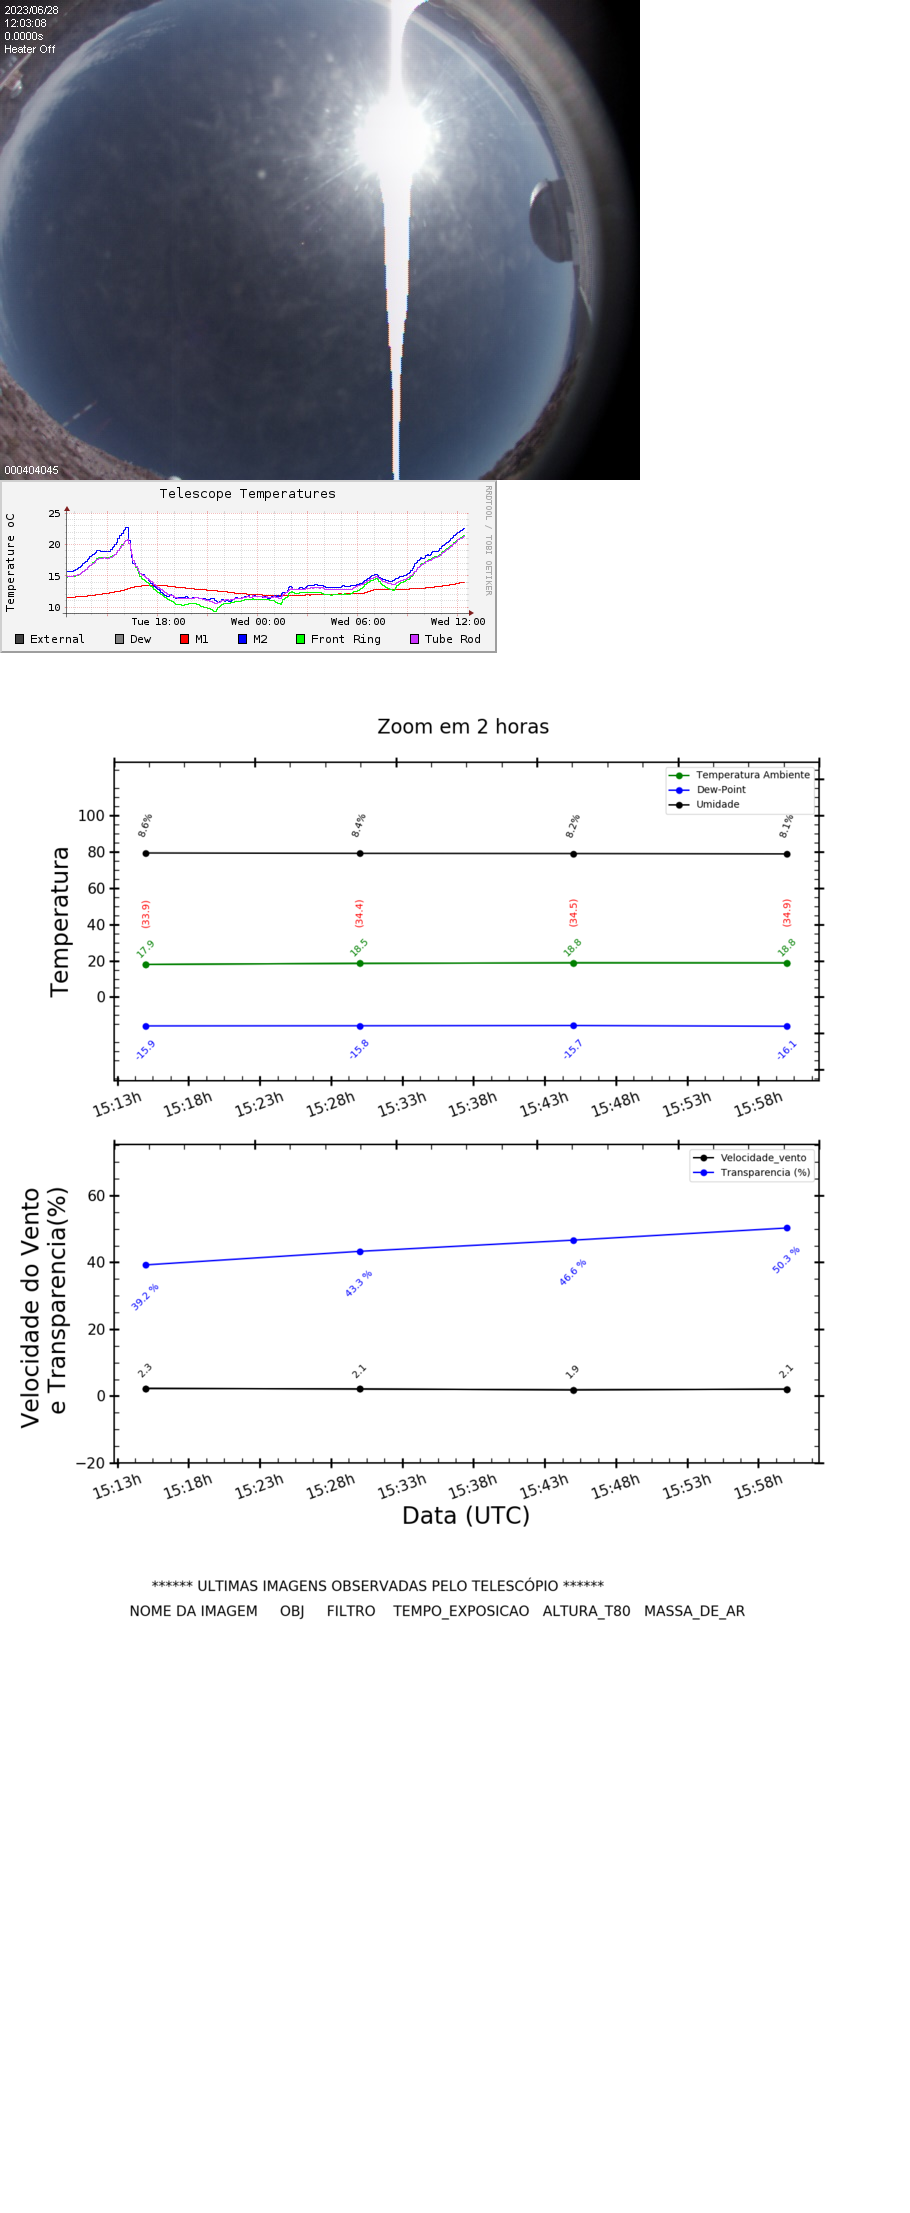 2023/06/28
12:03:08
0.0000s
Heater Off
000404045
Telescope Temperatures
RRDTOOL / TOBI OETIKER
Temperature oC
25
20
15
10
Tue 18:00 Wed 00:00 Wed 06:00 Wed 12:00
External Dew M1 M2 Front Ring Tube Rod
Zoom em 2 horas
Temperatura Ambiente
Dew-Point
Umidade
Temperatura
100
80
60
40
20
0
8.6% 8.4% 8.2% 8.1%
(33.9) (34.4) (34.5) (34.9)
17.9 18.5 18.8 18.8
-15.9 -15.8 -15.7 -16.1
15:13h 15:18h 15:23h 15:28h 15:33h 15:38h 15:43h 15:48h 15:53h 15:58h
Velocidade_vento
Transparencia (%)
Velocidade do Vento
e Transparencia(%)
60
40
20
0
−20
39.2 % 43.3 % 46.6 % 50.3 %
2.3 2.1 1.9 2.1
15:13h 15:18h 15:23h 15:28h 15:33h 15:38h 15:43h 15:48h 15:53h 15:58h
Data (UTC)
****** ULTIMAS IMAGENS OBSERVADAS PELO TELESCÓPIO ******
NOME DA IMAGEM OBJ FILTRO TEMPO_EXPOSICAO ALTURA_T80 MASSA_DE_AR